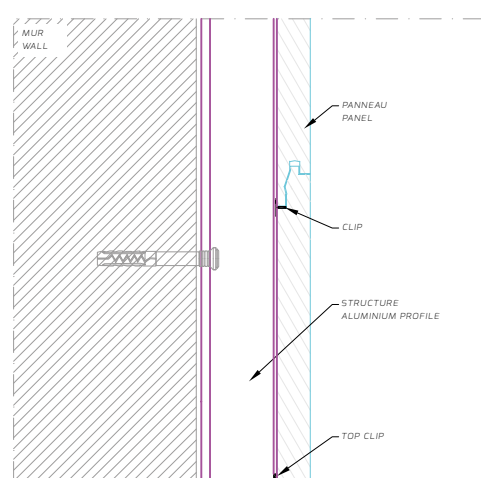 MUR
WALL
PANNEAU
PANEL
CLIP
STRUCTURE
ALUMINIUM PROFILE
TOP CLIP